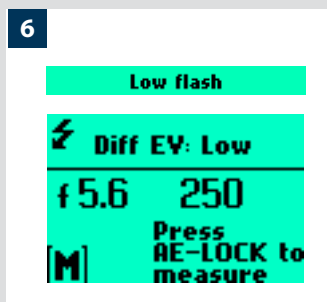 6
Low flash
Diff EV: Low
f 5.6 250
Press
[M] AE-LOCK to
measure